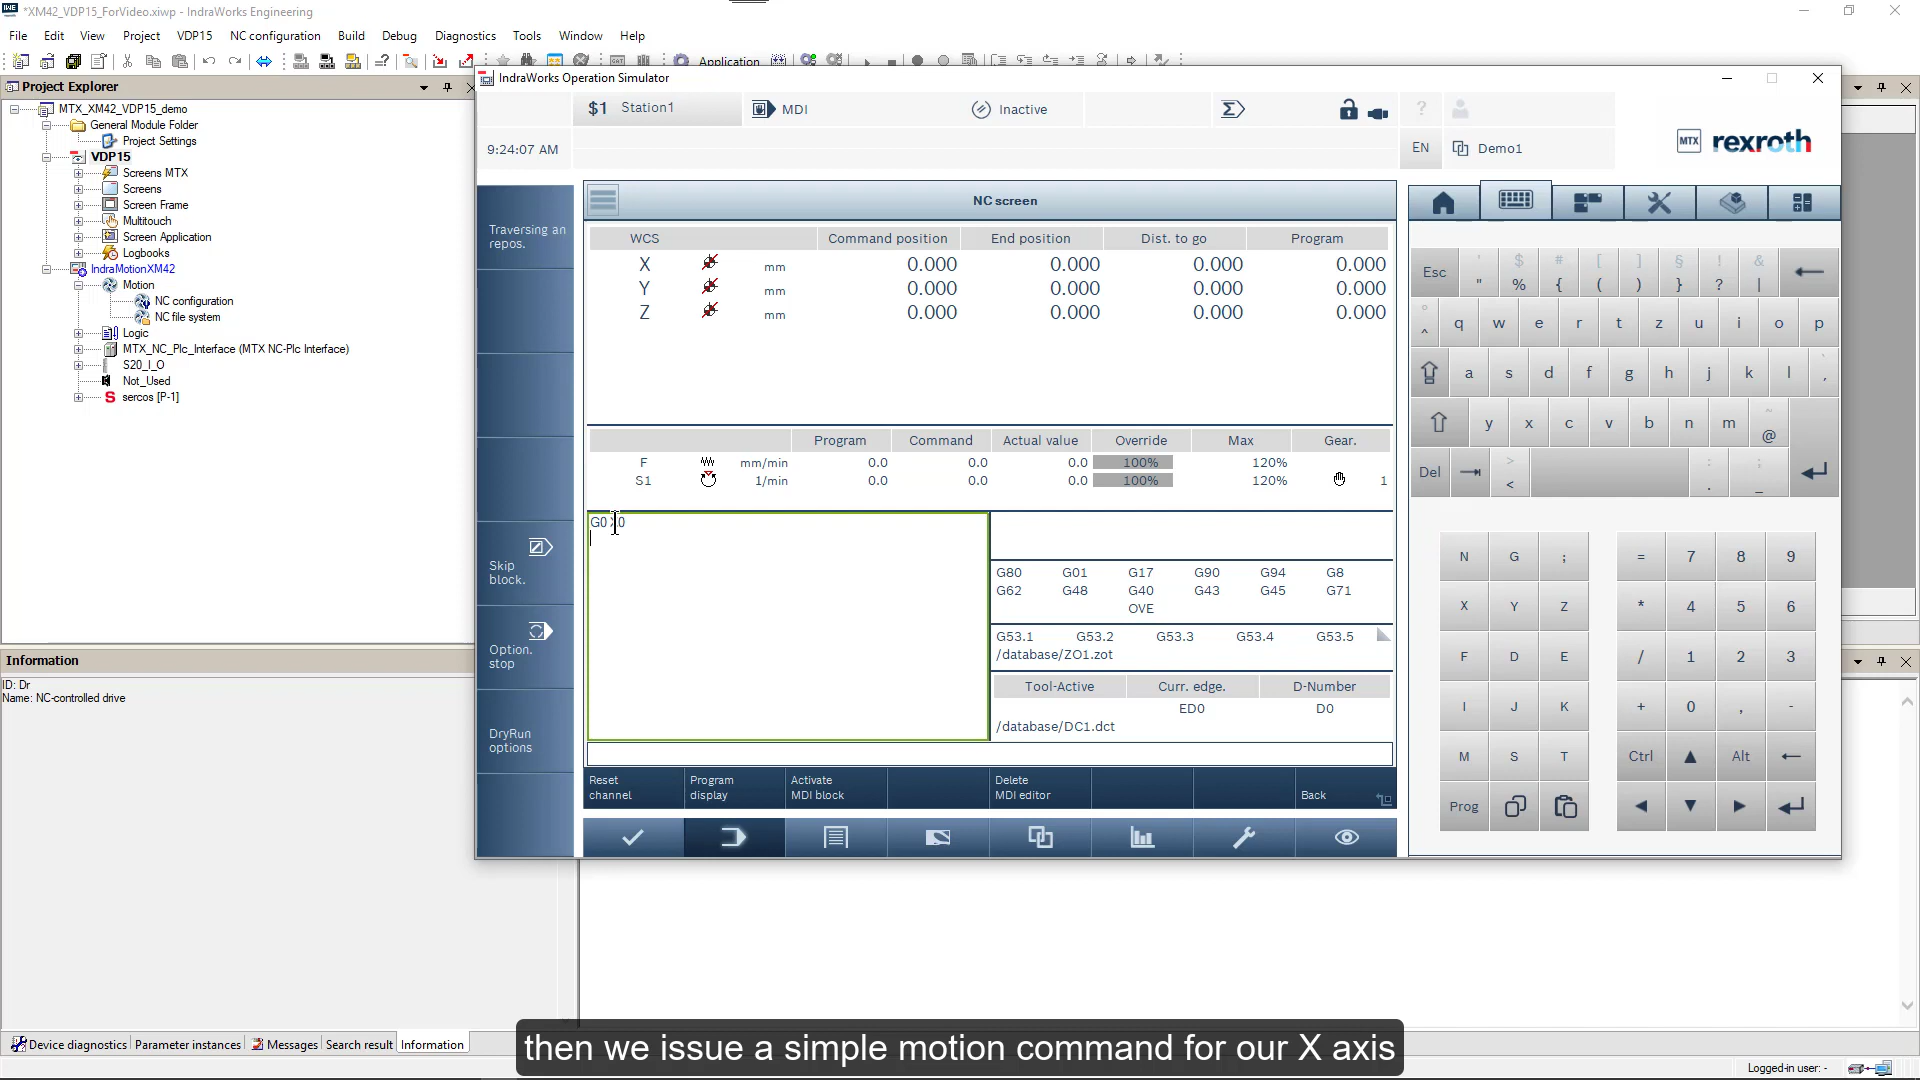 *XM42_VDP15_ForVideo.xiwp - IndraWorks Engineering
File Edit View Project VDP15 NC configuration Build Debug Diagnostics Tools Window Help
Application
Project Explorer
MTX_XM42_VDP15_demo
General Module Folder
Project Settings
VDP15
Screens MTX
Screens
Screen Frame
Multitouch
Screen Application
Logbooks
IndraMotionXM42
Motion
NC configuration
NC file system
Logic
MTX_NC_Plc_Interface (MTX NC-Plc Interface)
S20_I_O
Not_Used
sercos [P-1]
Information
ID: Dr
Name: NC-controlled drive
Device diagnostics Parameter instances Messages Search result Information
Logged-in user: -
IndraWorks Operation Simulator
$1 Station1 MDI Inactive
9:24:07 AM EN Demo1
MTX rexroth
NC screen
WCS Command position End position Dist. to go Program
X mm 0.000 0.000 0.000 0.000
Y mm 0.000 0.000 0.000 0.000
Z mm 0.000 0.000 0.000 0.000
Program Command Actual value Override Max Gear.
F mm/min 0.0 0.0 0.0 100% 120%
S1 1/min 0.0 0.0 0.0 100% 120% 1
G0 X0
G80 G01 G17 G90 G94 G8
G62 G48 G40 G43 G45 G71
OVE
G53.1 G53.2 G53.3 G53.4 G53.5
/database/ZO1.zot
Tool-Active Curr. edge. D-Number
ED0 D0
/database/DC1.dct
Traversing an
repos.
Skip
block.
Option.
stop
DryRun
options
Reset
channel
Program
display
Activate
MDI block
Delete
MDI editor
Back
Esc ' " $ % # { [ ( ] ) § } ! ? & |
° ^ q w e r t z u i o p
a s d f g h j k l ` ,
y x c v b n m ~ @
Del > < : . ; _
N G ; = 7 8 9
X Y Z * 4 5 6
F D E / 1 2 3
I J K + 0 , -
M S T Ctrl Alt
Prog
then we issue a simple motion command for our X axis